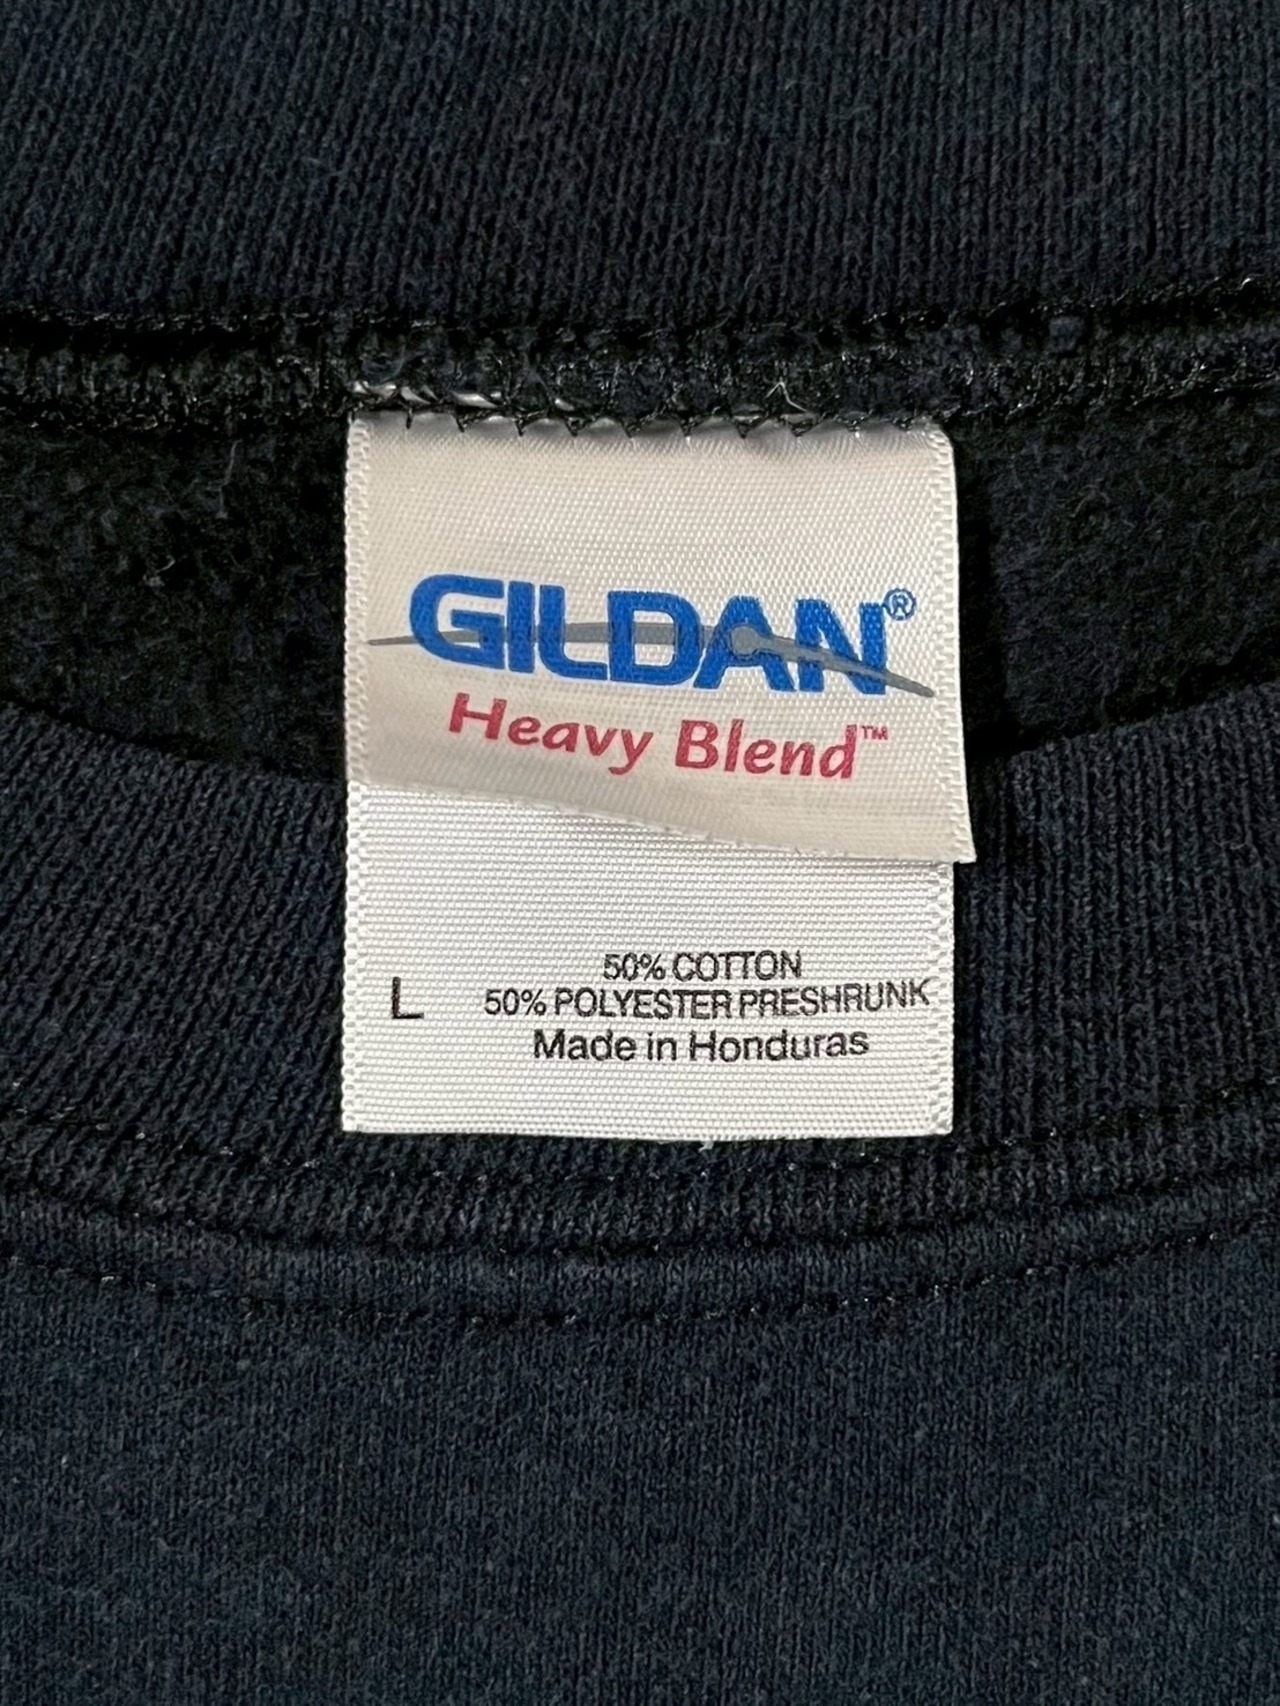 GILDAN®
Heavy Blend™
50% COTTON
L 50% POLYESTER PRESHRUNK
Made in Honduras